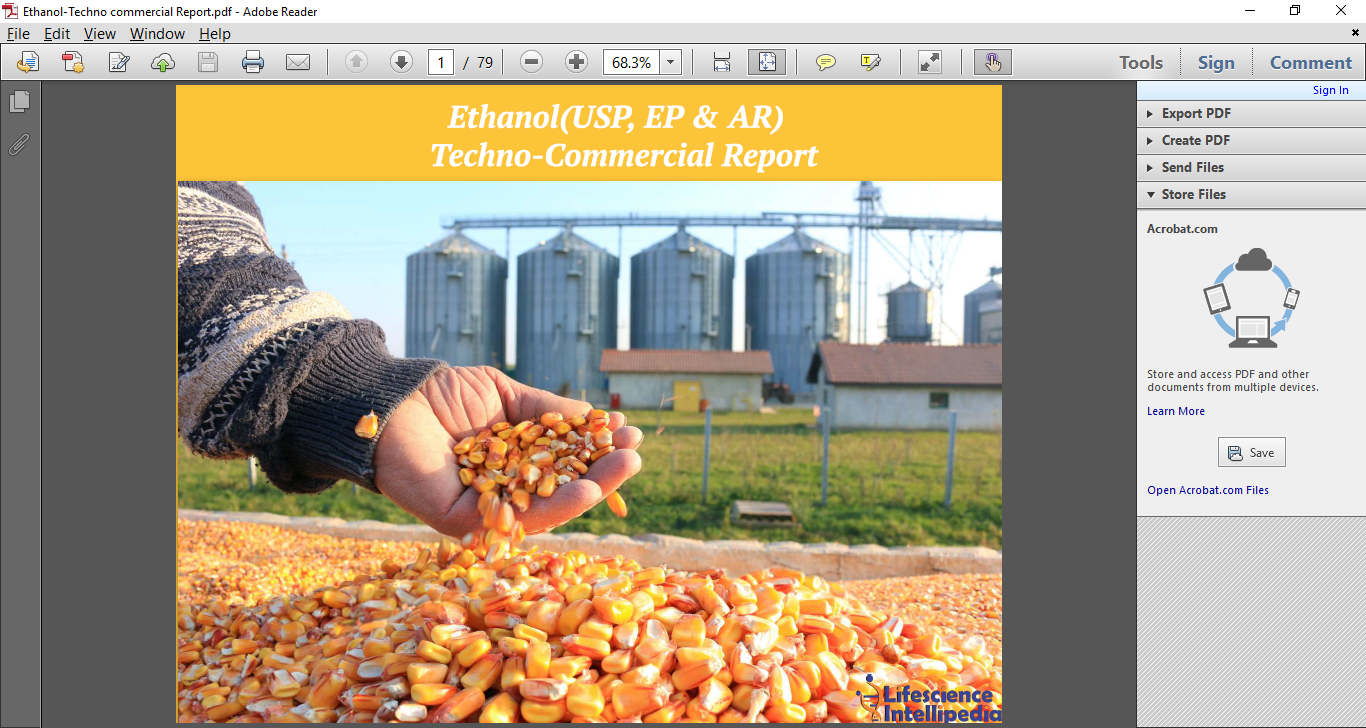 Ethanol-Techno commercial Report.pdf - Adobe Reader
File Edit View Window Help
1 / 79 68.3% Tools Sign Comment
Sign In
Export PDF
Create PDF
Send Files
Store Files
Acrobat.com
Store and access PDF and other
documents from multiple devices.
Learn More
Save
Open Acrobat.com Files
Ethanol(USP, EP & AR)
Techno-Commercial Report
Lifescience
Intellipedia